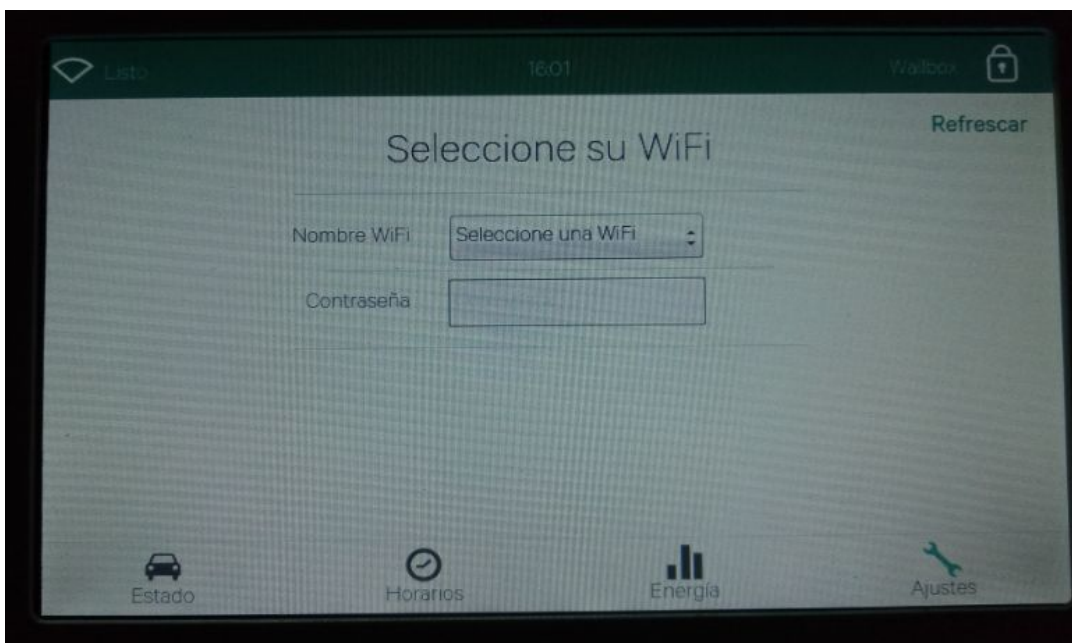 Listo 16:01 Wallbox
Refrescar
Seleccione su WiFi
Nombre WiFi Seleccione una WiFi
Contraseña
Estado Horarios Energía Ajustes